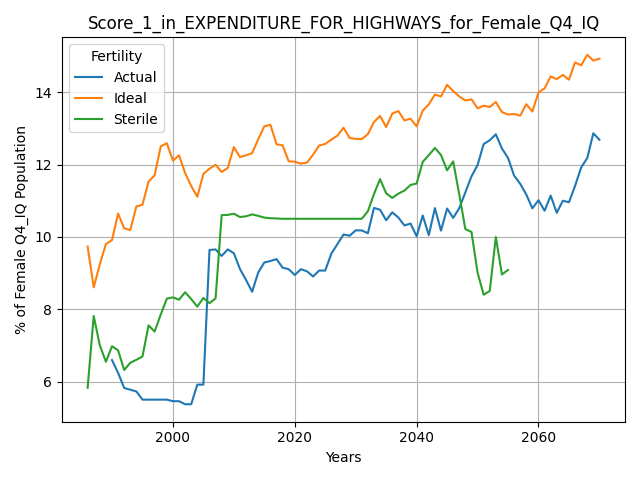 Score_1_in_EXPENDITURE_FOR_HIGHWAYS_for_Female_Q4_IQ
Fertility
Actual
Ideal
Sterile
% of Female Q4_IQ Population
14
12
10
8
6
2000 2020 2040 2060
Years